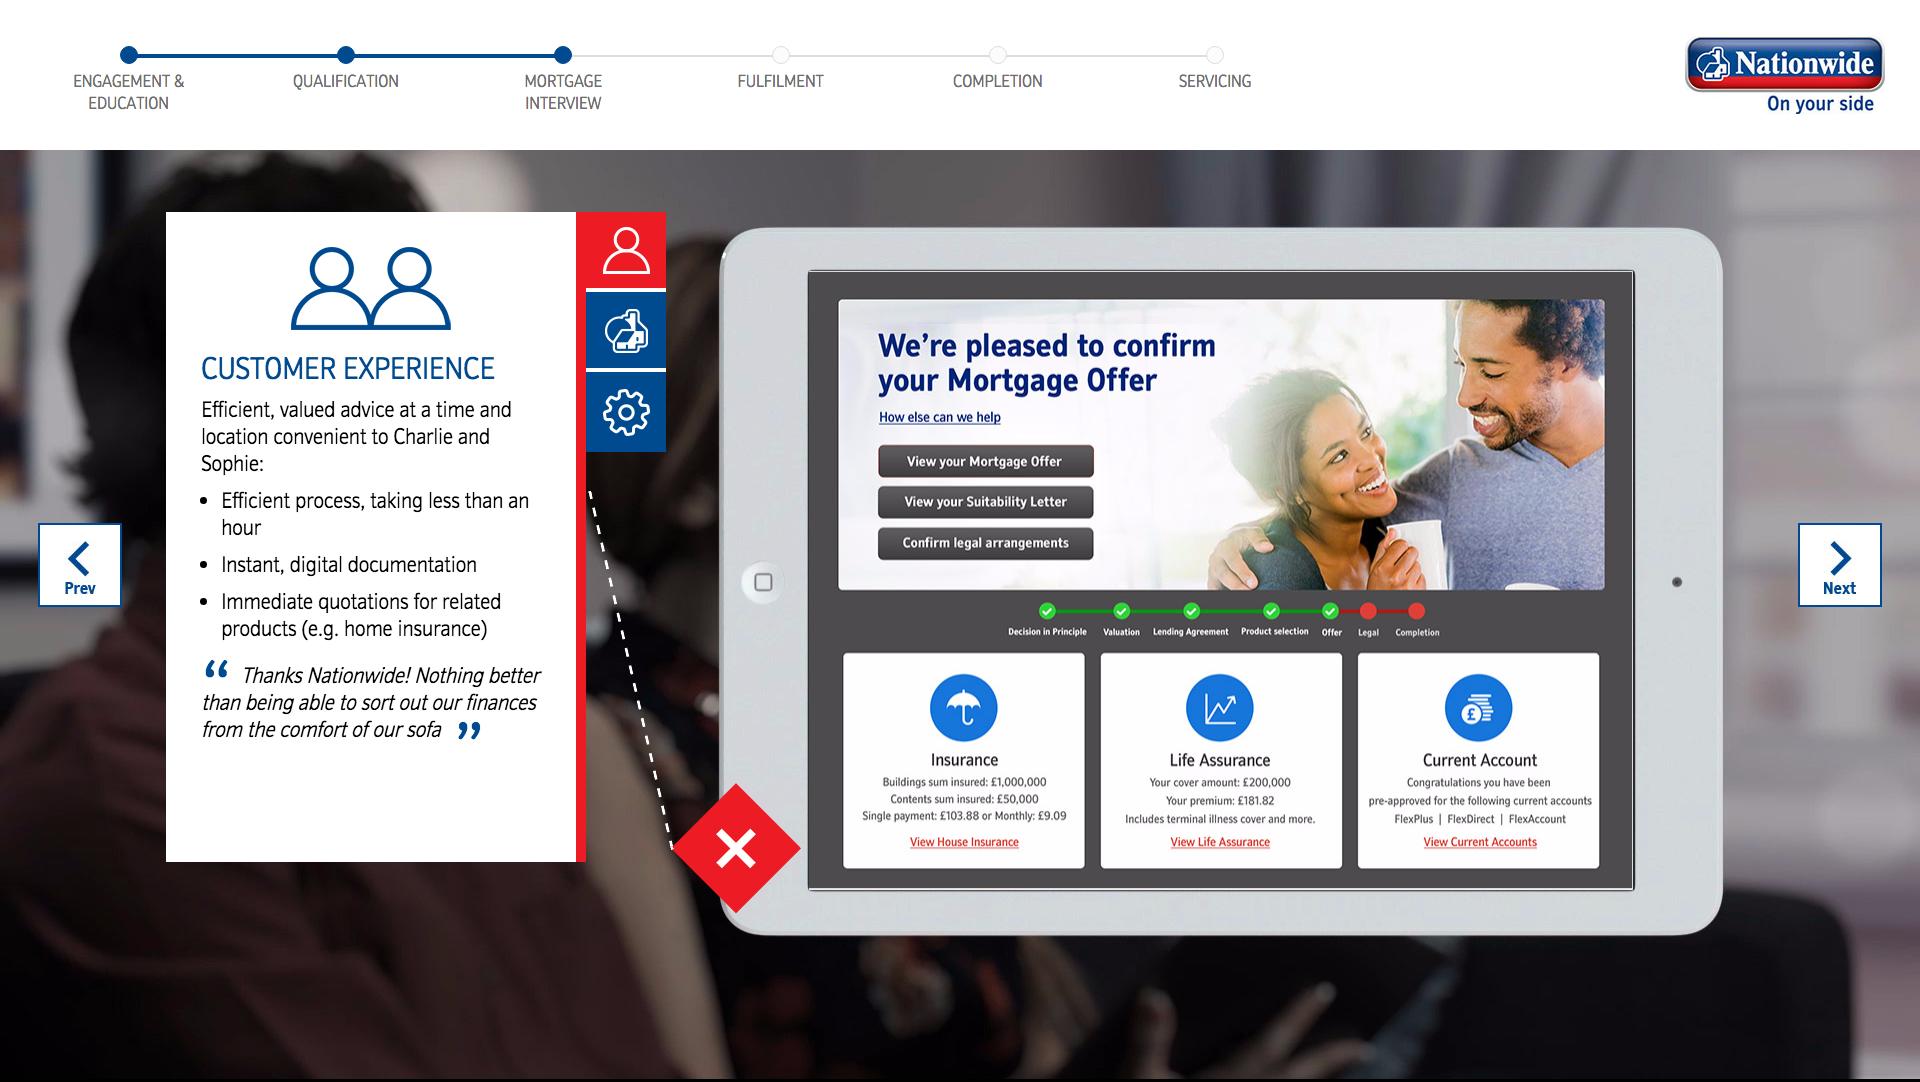 ENGAGEMENT &
EDUCATION
QUALIFICATION
MORTGAGE
INTERVIEW
FULFILMENT
COMPLETION
SERVICING
Nationwide
On your side
CUSTOMER EXPERIENCE
Efficient, valued advice at a time and
location convenient to Charlie and
Sophie:
• Efficient process, taking less than an
hour
• Instant, digital documentation
• Immediate quotations for related
products (e.g. home insurance)
“ Thanks Nationwide! Nothing better
than being able to sort out our finances
from the comfort of our sofa ”
Prev
Next
We’re pleased to confirm
your Mortgage Offer
How else can we help
View your Mortgage Offer
View your Suitability Letter
Confirm legal arrangements
Decision in Principle
Valuation
Lending Agreement
Product selection
Offer
Legal
Completion
Insurance
Buildings sum insured: £1,000,000
Contents sum insured: £50,000
Single payment: £103.88 or Monthly: £9.09
View House Insurance
Life Assurance
Your cover amount: £200,000
Your premium: £181.82
Includes terminal illness cover and more.
View Life Assurance
£
Current Account
Congratulations you have been
pre-approved for the following current accounts
FlexPlus | FlexDirect | FlexAccount
View Current Accounts